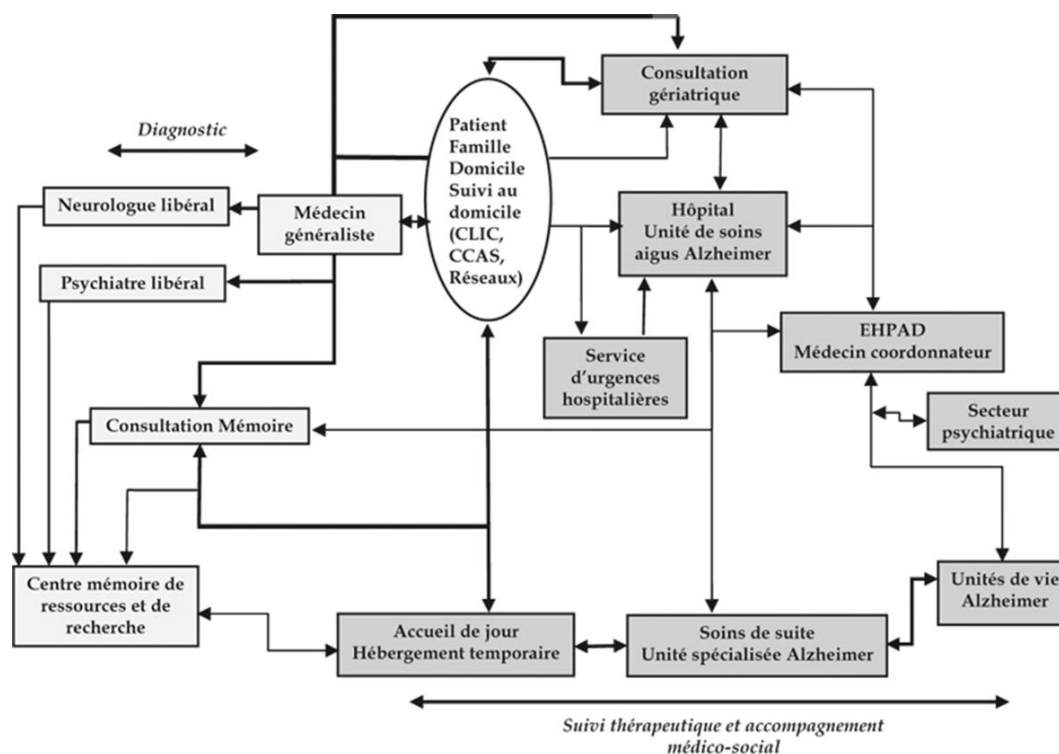 Consultation
gériatrique
Patient
Famille
Domicile
Suivi au
domicile
(CLIC,
CCAS,
Réseaux)
Diagnostic
Neurologue libéral
Médecin
généraliste
Hôpital
Unité de soins
aigus Alzheimer
Psychiatre libéral
EHPAD
Médecin coordonnateur
Service
d’urgences
hospitalières
Consultation Mémoire
Secteur
psychiatrique
Centre mémoire de
ressources et de
recherche
Accueil de jour
Hébergement temporaire
Soins de suite
Unité spécialisée Alzheimer
Unités de vie
Alzheimer
Suivi thérapeutique et accompagnement
médico-social